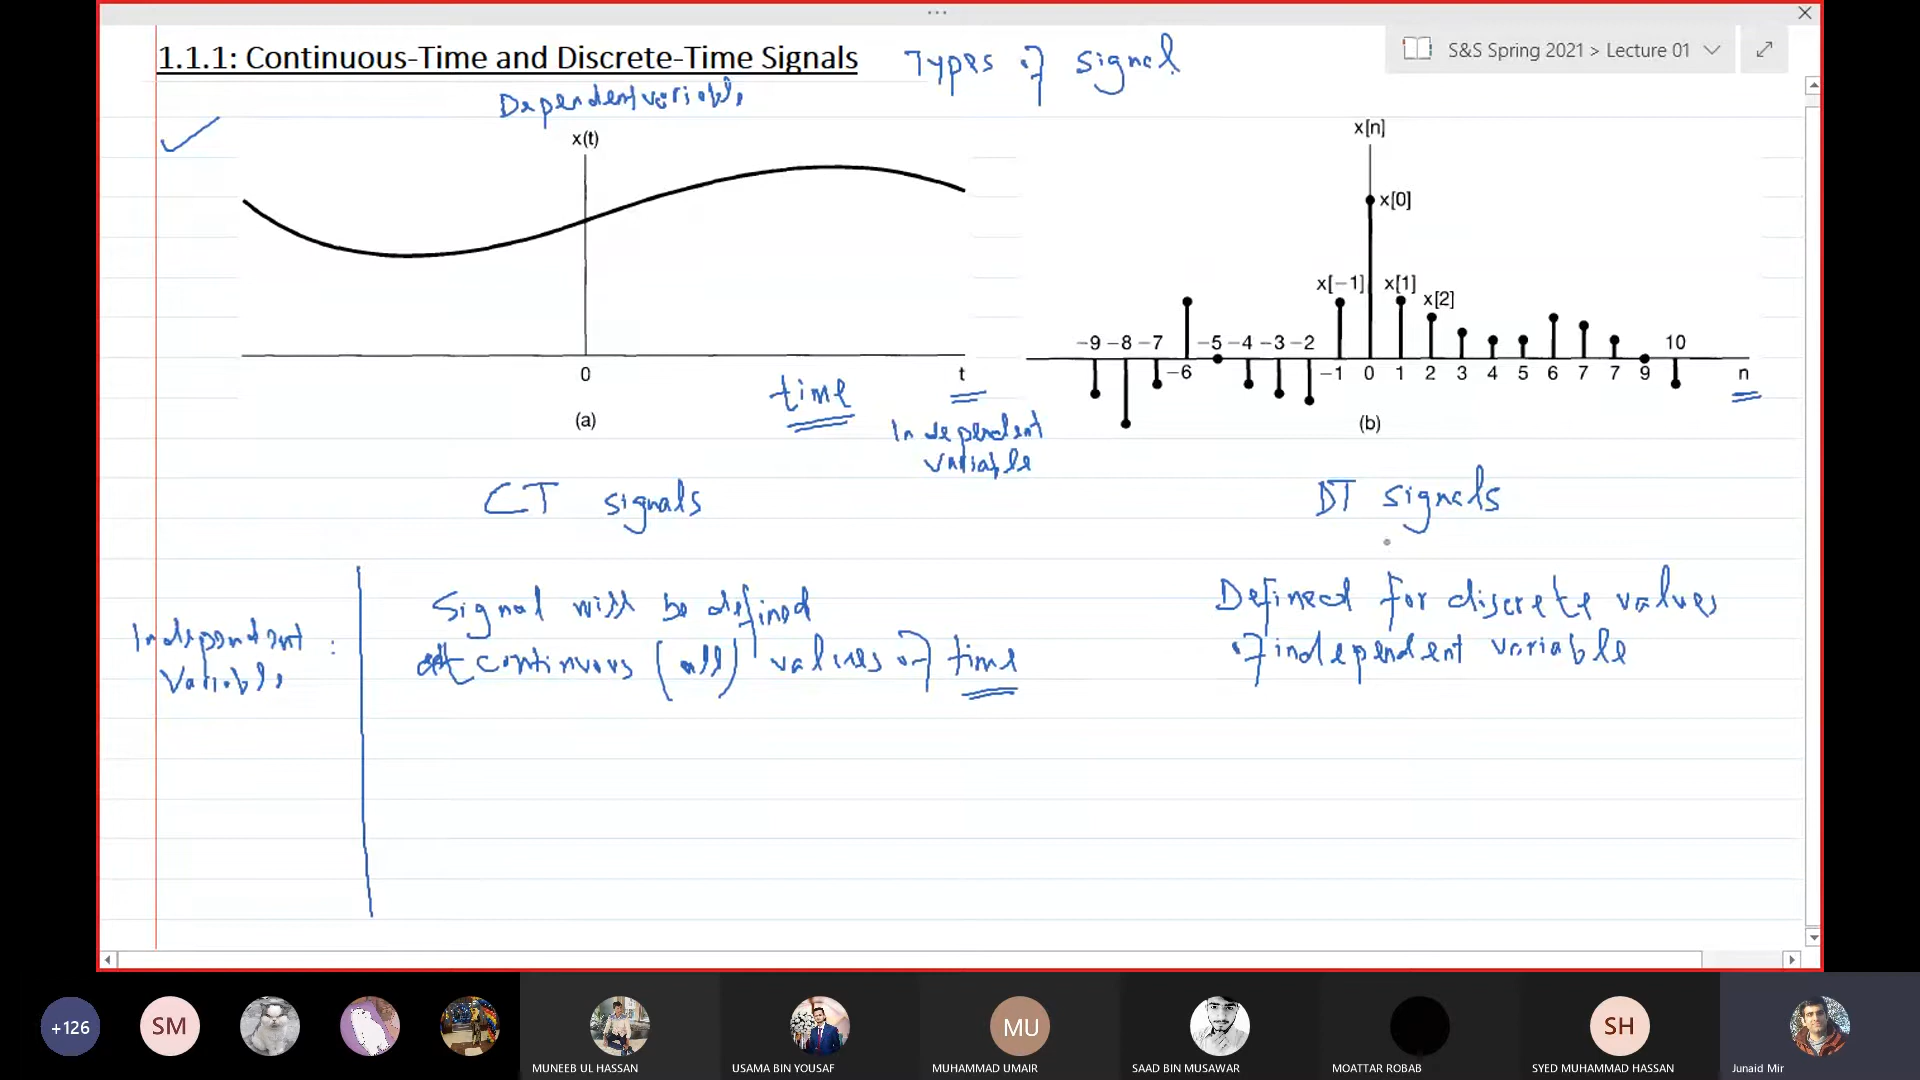 1.1.1: Continuous-Time and Discrete-Time Signals
Types of signal
S&S Spring 2021 > Lecture 01
Dependent variable
x(t)
0
t
(a)
time
Independent
variable
x[n]
x[0]
x[−1]
x[1]
x[2]
−9 −8 −7 −5 −4 −3 −2 10
−6 −1 0 1 2 3 4 5 6 7 7 9 n
(b)
CT signals
DT signals
Independent :
Variable
Signal will be defined
at continuous (all) values of time
Defined for discrete values
of independent variable
+126
SM
MUNEEB UL HASSAN
USAMA BIN YOUSAF
MU
MUHAMMAD UMAIR
SAAD BIN MUSAWAR
MOATTAR ROBAB
SH
SYED MUHAMMAD HASSAN
Junaid Mir